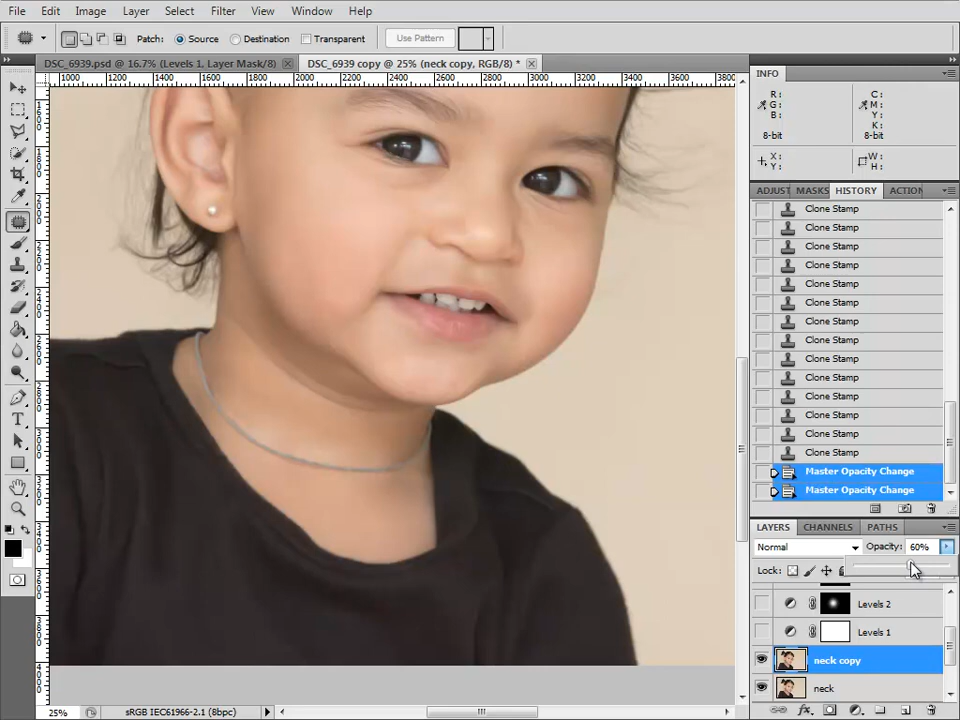 File Edit Image Layer Select Filter View Window Help
Patch: Source Destination Transparent Use Pattern
DSC_6939.psd @ 16.7% (Levels 1, Layer Mask/8) DSC_6939 copy @ 25% (neck copy, RGB/8) *
1000 1200 1400 1600 1800 2000 2200 2400 2600 2800 3000 3200 3400 3600 3800
INFO
R: C:
G: M:
B: Y:
K:
8-bit 8-bit
X: W:
Y: H:
ADJUST MASKS HISTORY ACTION
Clone Stamp
Clone Stamp
Clone Stamp
Clone Stamp
Clone Stamp
Clone Stamp
Clone Stamp
Clone Stamp
Clone Stamp
Clone Stamp
Clone Stamp
Clone Stamp
Clone Stamp
Clone Stamp
Master Opacity Change
Master Opacity Change
LAYERS CHANNELS PATHS
Normal Opacity: 60%
Lock:
Levels 2
Levels 1
neck copy
neck
25% sRGB IEC61966-2.1 (8bpc)